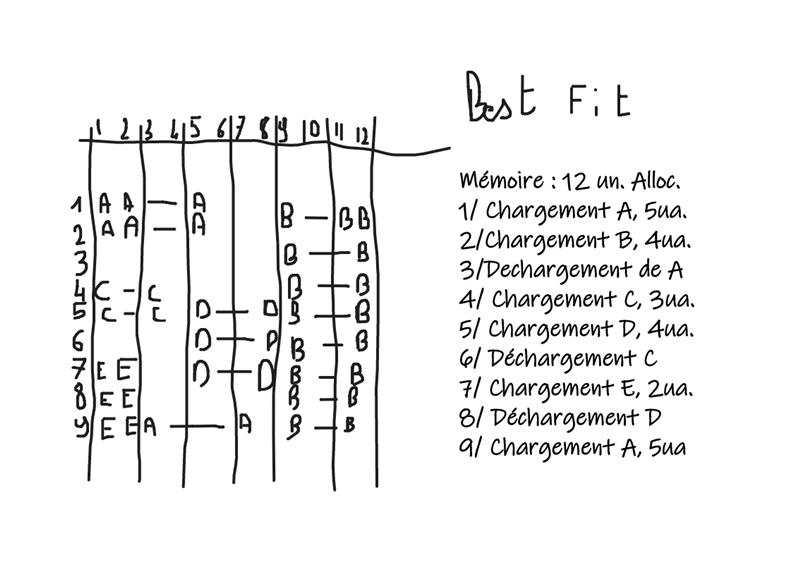 Best Fit
1 2 3 4 5 6 7 8 9 10 11 12
Mémoire : 12 un. Alloc.
1/ Chargement A, 5ua.
2/Chargement B, 4ua.
3/Dechargement de A
4/ Chargement C, 3ua.
5/ Chargement D, 4ua.
6/ Déchargement C
7/ Chargement E, 2ua.
8/ Déchargement D
9/ Chargement A, 5ua
1 A A — A B — B B
2 A A — A B — B
3 B — B
4 C - C B — B
5 C - C D — D B — B
6 D — D B — B
7 E E D — D B — B
8 E E B — B
9 E E A — A B — B